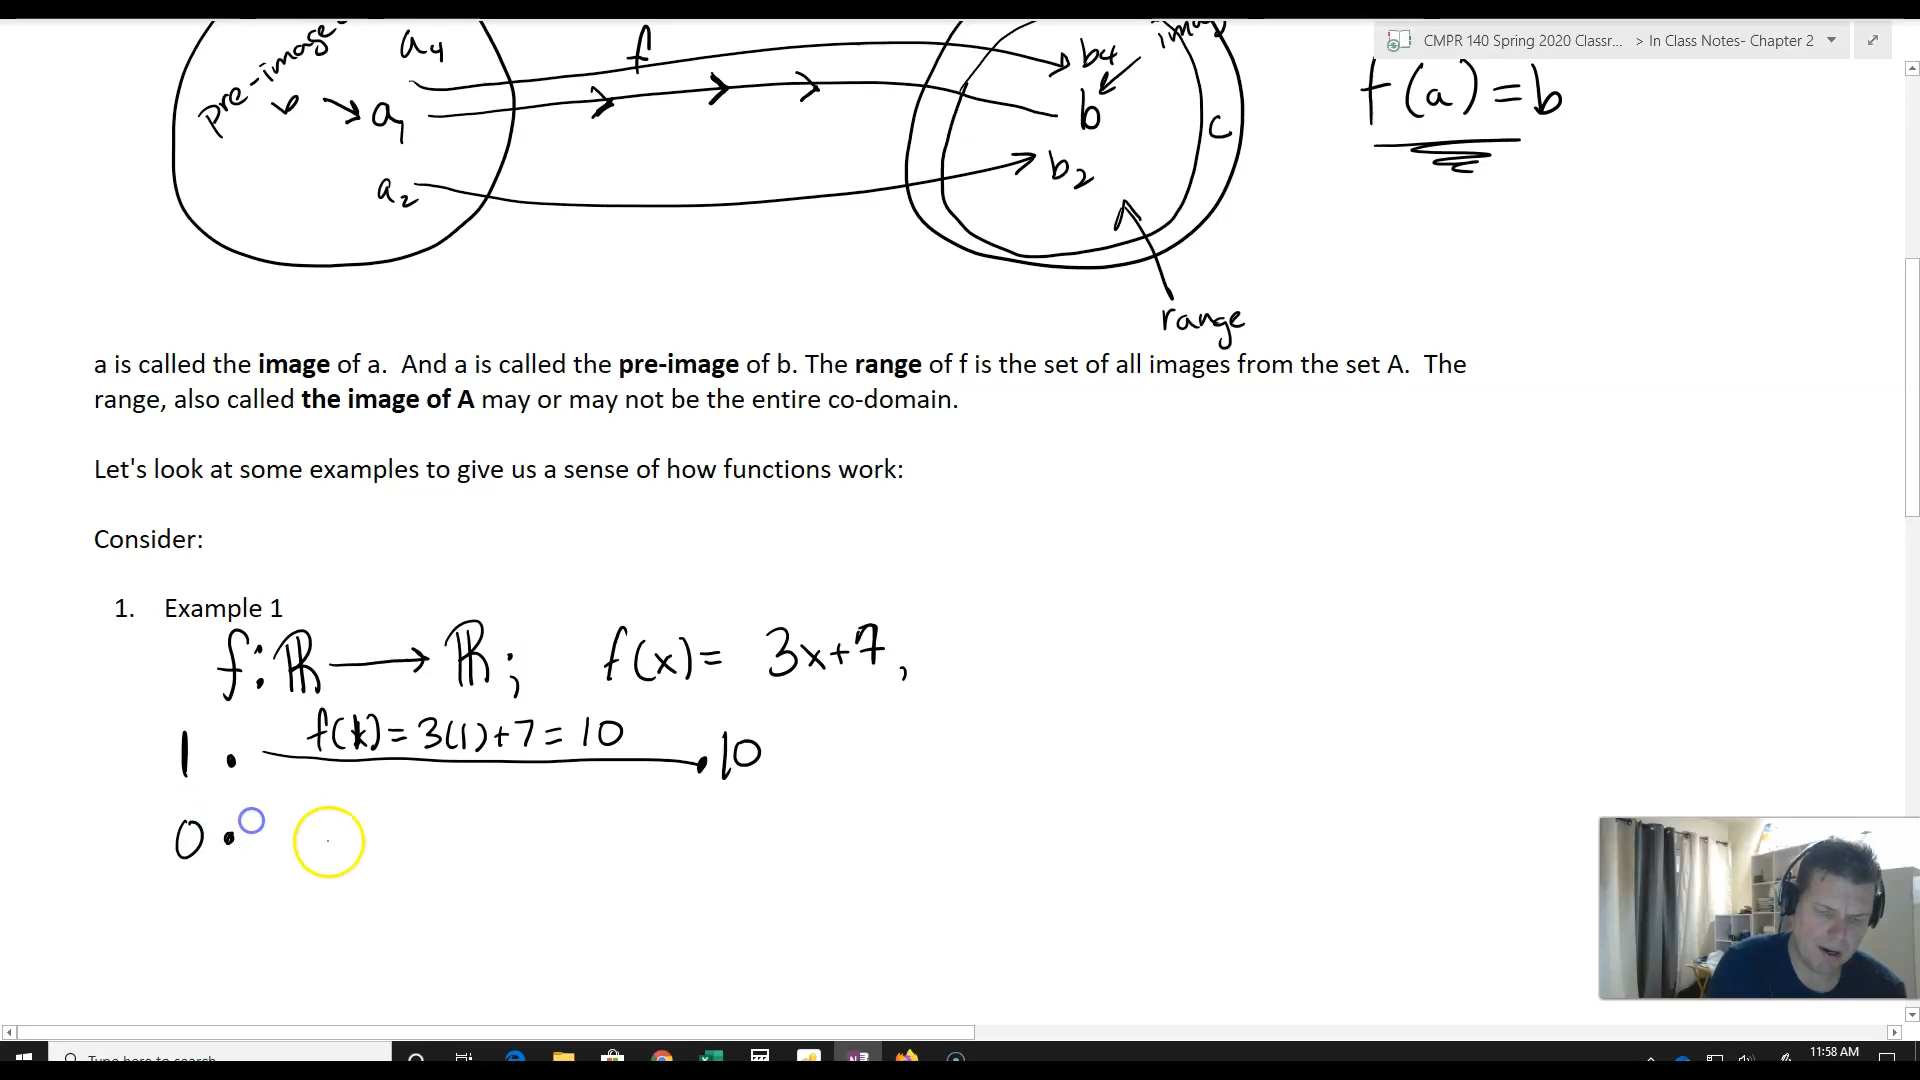 CMPR 140 Spring 2020 Classr... > In Class Notes- Chapter 2
pre-image
a4
f
b4
a1
b
C
f(a) = b
a2
b2
range
a is called the image of a. And a is called the pre-image of b. The range of f is the set of all images from the set A. The
range, also called the image of A may or may not be the entire co-domain.
Let's look at some examples to give us a sense of how functions work:
Consider:
1. Example 1
f: ℝ ⟶ ℝ; f(x) = 3x+7,
f(1) = 3(1)+7 = 10
1 . . 10
0 .
11:58 AM